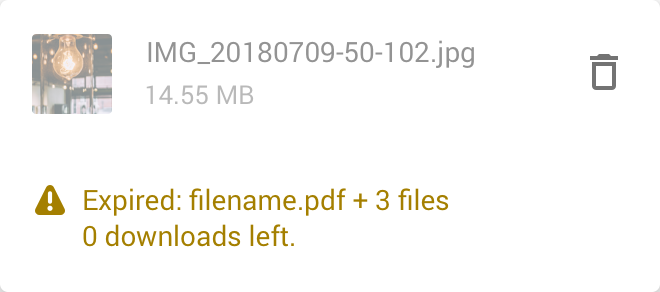 IMG_20180709-50-102.jpg
14.55 MB
Expired: filename.pdf + 3 files
0 downloads left.